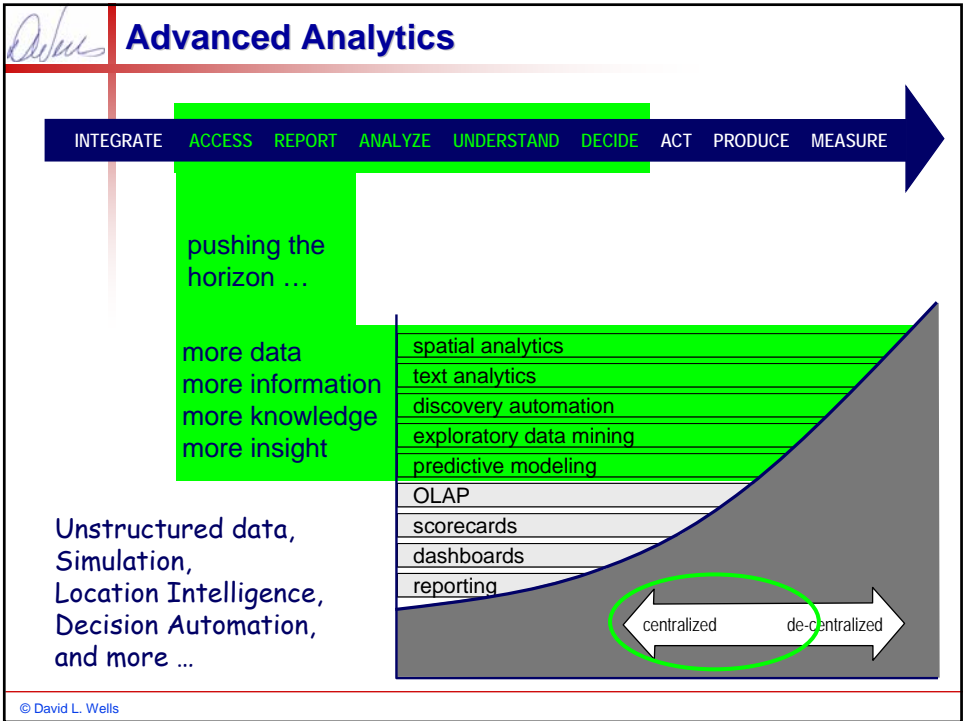 Advanced Analytics
INTEGRATE ACCESS REPORT ANALYZE UNDERSTAND DECIDE ACT PRODUCE MEASURE
pushing the
horizon …
more data
more information
more knowledge
more insight
spatial analytics
text analytics
discovery automation
exploratory data mining
predictive modeling
OLAP
scorecards
dashboards
reporting
Unstructured data,
Simulation,
Location Intelligence,
Decision Automation,
and more …
centralized de-centralized
© David L. Wells